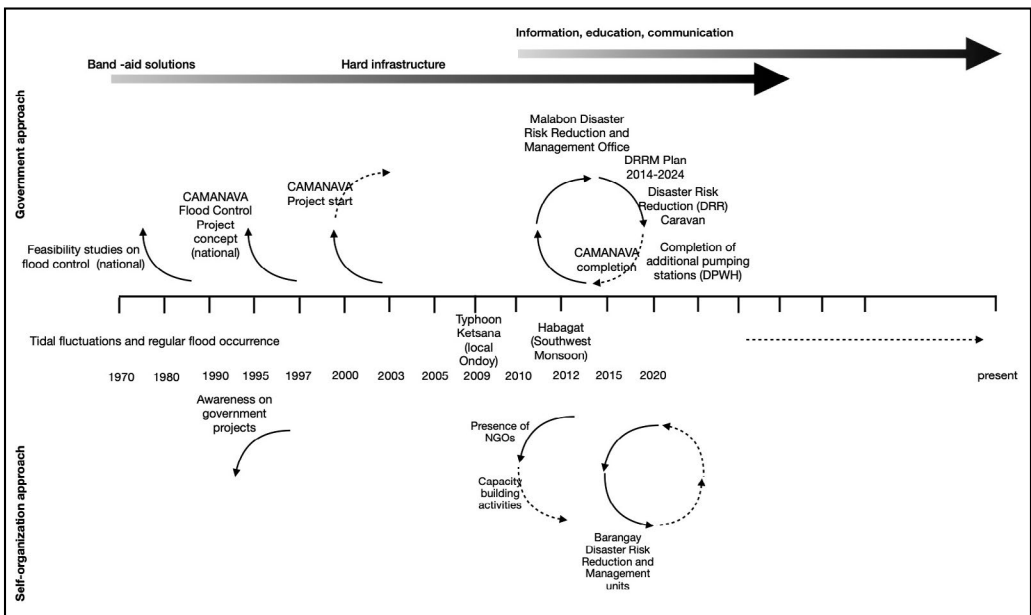 Information, education, communication
Band -aid solutions
Hard infrastructure
Government approach
Malabon Disaster
Risk Reduction and
Management Office
DRRM Plan
2014-2024
Disaster Risk
Reduction (DRR)
Caravan
CAMANAVA
Project start
CAMANAVA
Flood Control
Project
concept
(national)
Feasibility studies on
flood control (national)
CAMANAVA
completion
Completion of
additional pumping
stations (DPWH)
Tidal fluctuations and regular flood occurrence
Typhoon
Ketsana
(local
Ondoy)
Habagat
(Southwest
Monsoon)
1970 1980 1990 1995 1997 2000 2003 2005 2009 2010 2012 2015 2020 present
Self-organization approach
Awareness on
government
projects
Presence of
NGOs
Capacity
building
activities
Barangay
Disaster Risk
Reduction and
Management
units